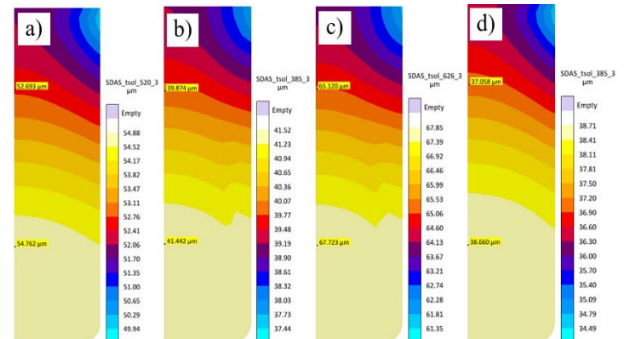 a)
52.693 µm
54.762 µm
SDAS_tsol_520_3
µm
Empty
54.88
54.52
54.17
53.82
53.47
53.11
52.76
52.41
52.06
51.70
51.35
51.00
50.65
50.29
49.94
b)
39.874 µm
41.442 µm
SDAS_tsol_385_3
µm
Empty
41.52
41.23
40.94
40.65
40.36
40.07
39.77
39.48
39.19
38.90
38.61
38.32
38.03
37.73
37.44
c)
65.120 µm
67.723 µm
SDAS_tsol_626_3
µm
Empty
67.85
67.39
66.92
66.46
65.99
65.53
65.06
64.60
64.13
63.67
63.21
62.74
62.28
61.81
61.35
d)
37.058 µm
38.660 µm
SDAS_tsol_385_3
µm
Empty
38.71
38.41
38.11
37.81
37.50
37.20
36.90
36.60
36.30
36.00
35.70
35.40
35.09
34.79
34.49